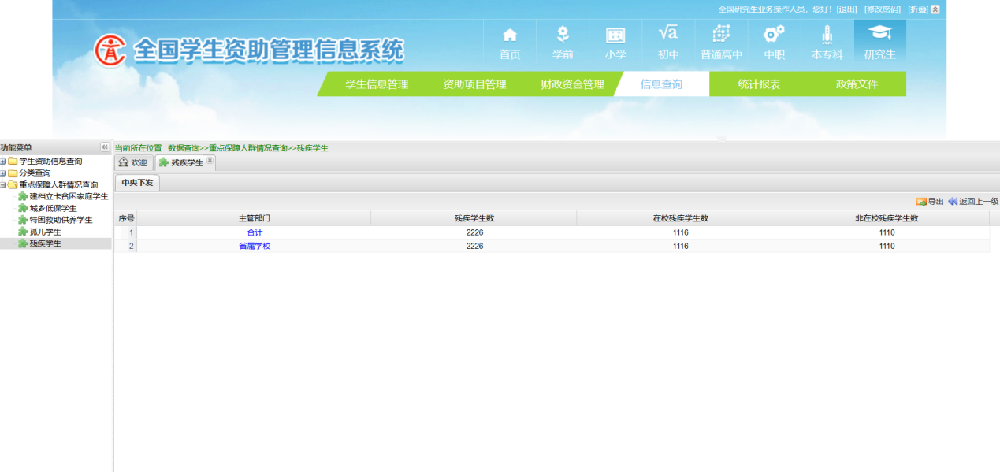 全国研究生业务操作人员，您好！[退出] [修改密码] [折叠]
全国学生资助管理信息系统
首页 学前 小学 初中 普通高中 中职 本专科 研究生
学生信息管理 资助项目管理 财政资金管理 信息查询 统计报表 政策文件
功能菜单
学生资助信息查询
分类查询
重点保障人群情况查询
建档立卡贫困家庭学生
城乡低保学生
特困救助供养学生
孤儿学生
残疾学生
当前所在位置 : 数据查询>>重点保障人群情况查询>>残疾学生
欢迎 残疾学生
中央下发
导出 返回上一级
序号 主管部门 残疾学生数 在校残疾学生数 非在校残疾学生数
1 合计 2226 1116 1110
2 省属学校 2226 1116 1110